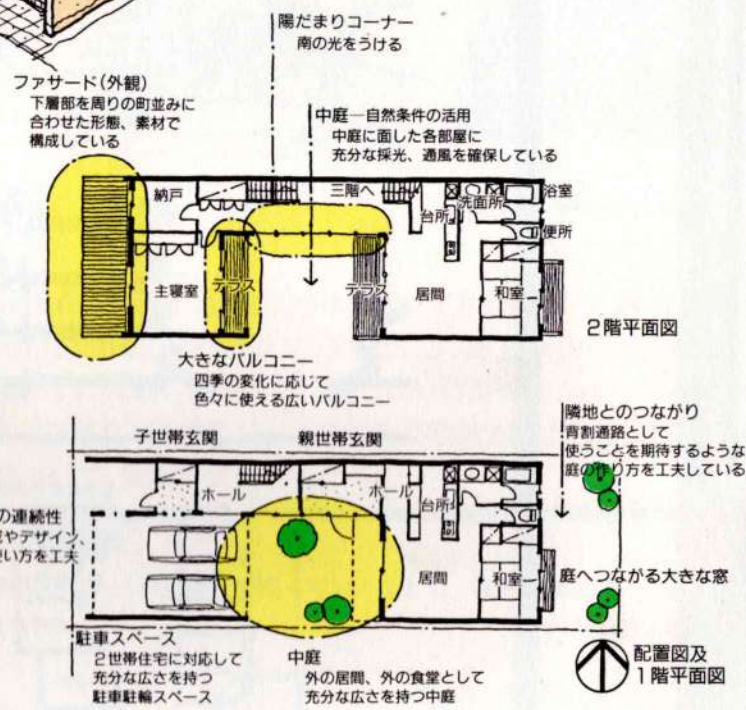 陽だまりコーナー
南の光をうける
ファサード(外観)
下層部を周りの町並みに
合わせた形態、素材で
構成している
中庭―自然条件の活用
中庭に面した各部屋に
充分な採光、通風を確保している
納戸
三階へ
台所
洗面所
浴室
便所
主寝室
テラス
テラス
居間
和室
2階平面図
大きなバルコニー
四季の変化に応じて
色々に使える広いバルコニー
隣地とのつながり
背割通路として
使うことを期待するような
庭の作り方を工夫している
子世帯玄関
親世帯玄関
ホール
ホール
台所
の連続性
やデザイン、
使い方を工夫
居間
和室
庭へつながる大きな窓
駐車スペース
2世帯住宅に対応して
充分な広さを持つ
駐車駐輪スペース
中庭
外の居間、外の食堂として
充分な広さを持つ中庭
配置図及
1階平面図